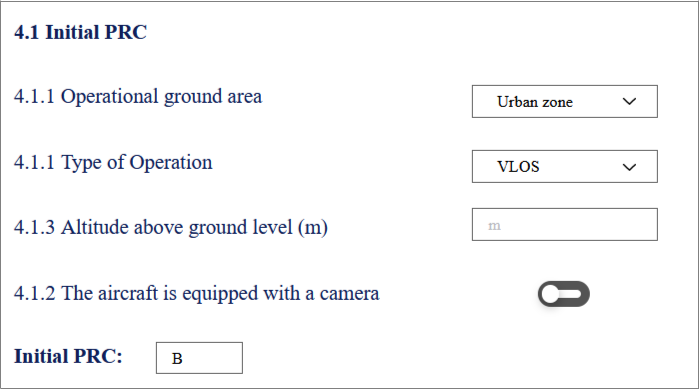 4.1 Initial PRC
4.1.1 Operational ground area
Urban zone
4.1.1 Type of Operation
VLOS
4.1.3 Altitude above ground level (m)
m
4.1.2 The aircraft is equipped with a camera
Initial PRC:
B